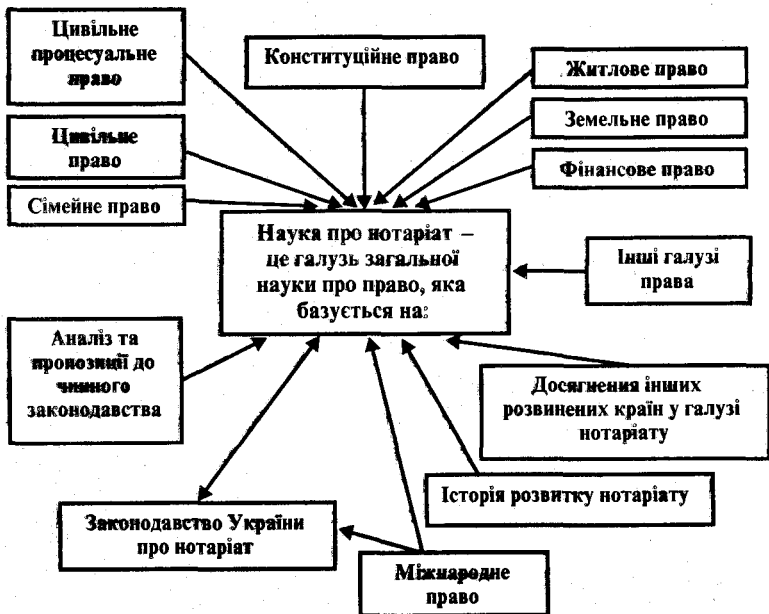 Цивільне
процесуальне
право
Конституційне право
Житлове право
Земельне право
Фінансове право
Цивільне
право
Сімейне право
Наука про нотаріат –
це галузь загальної
науки про право, яка
базується на:
Інші галузі
права
Аналіз та
пропозиції до
чинного
законодавства
Досягнення інших
розвинених країн у галузі
нотаріату
Історія розвитку нотаріату
Законодавство України
про нотаріат
Міжнародне
право